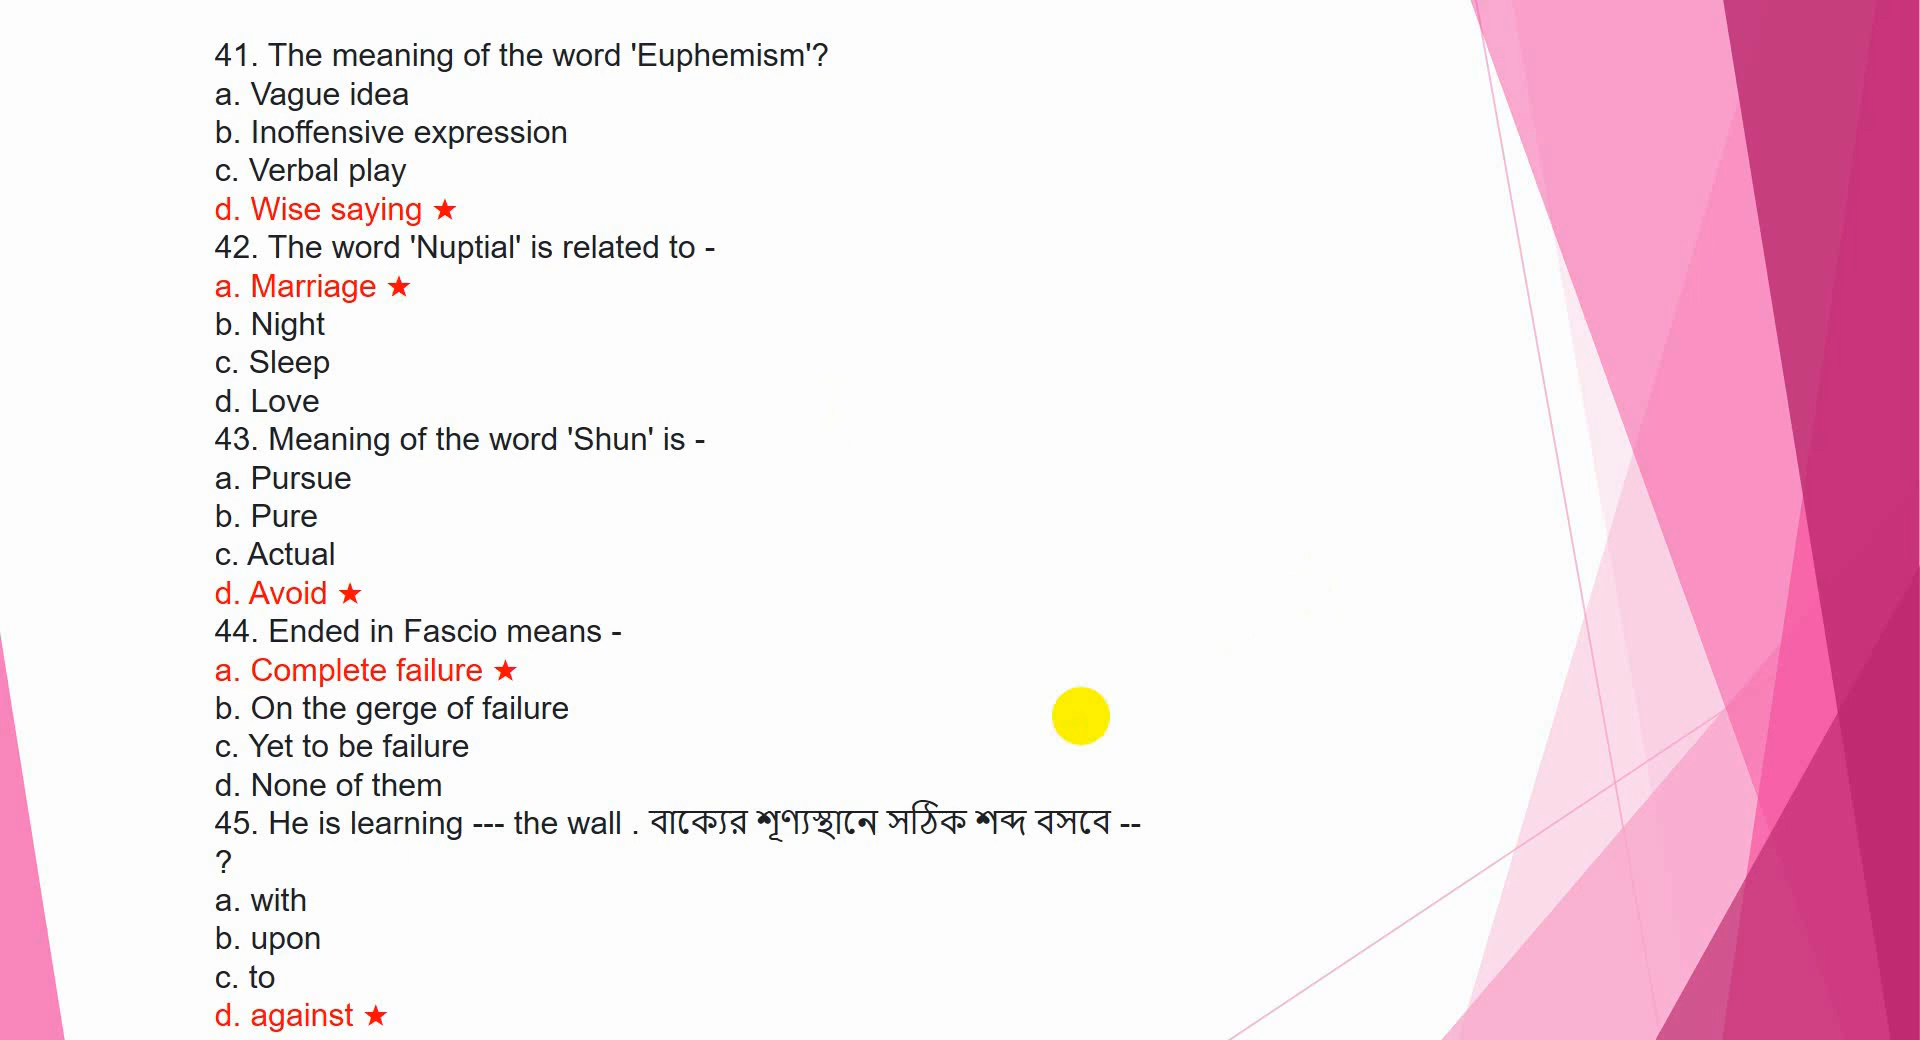 41. The meaning of the word 'Euphemism'?
a. Vague idea
b. Inoffensive expression
c. Verbal play
d. Wise saying ★
42. The word 'Nuptial' is related to -
a. Marriage ★
b. Night
c. Sleep
d. Love
43. Meaning of the word 'Shun' is -
a. Pursue
b. Pure
c. Actual
d. Avoid ★
44. Ended in Fascio means -
a. Complete failure ★
b. On the gerge of failure
c. Yet to be failure
d. None of them
45. He is learning --- the wall . বাক্যের শূণ্যস্থানে সঠিক শব্দ বসবে --
?
a. with
b. upon
c. to
d. against ★